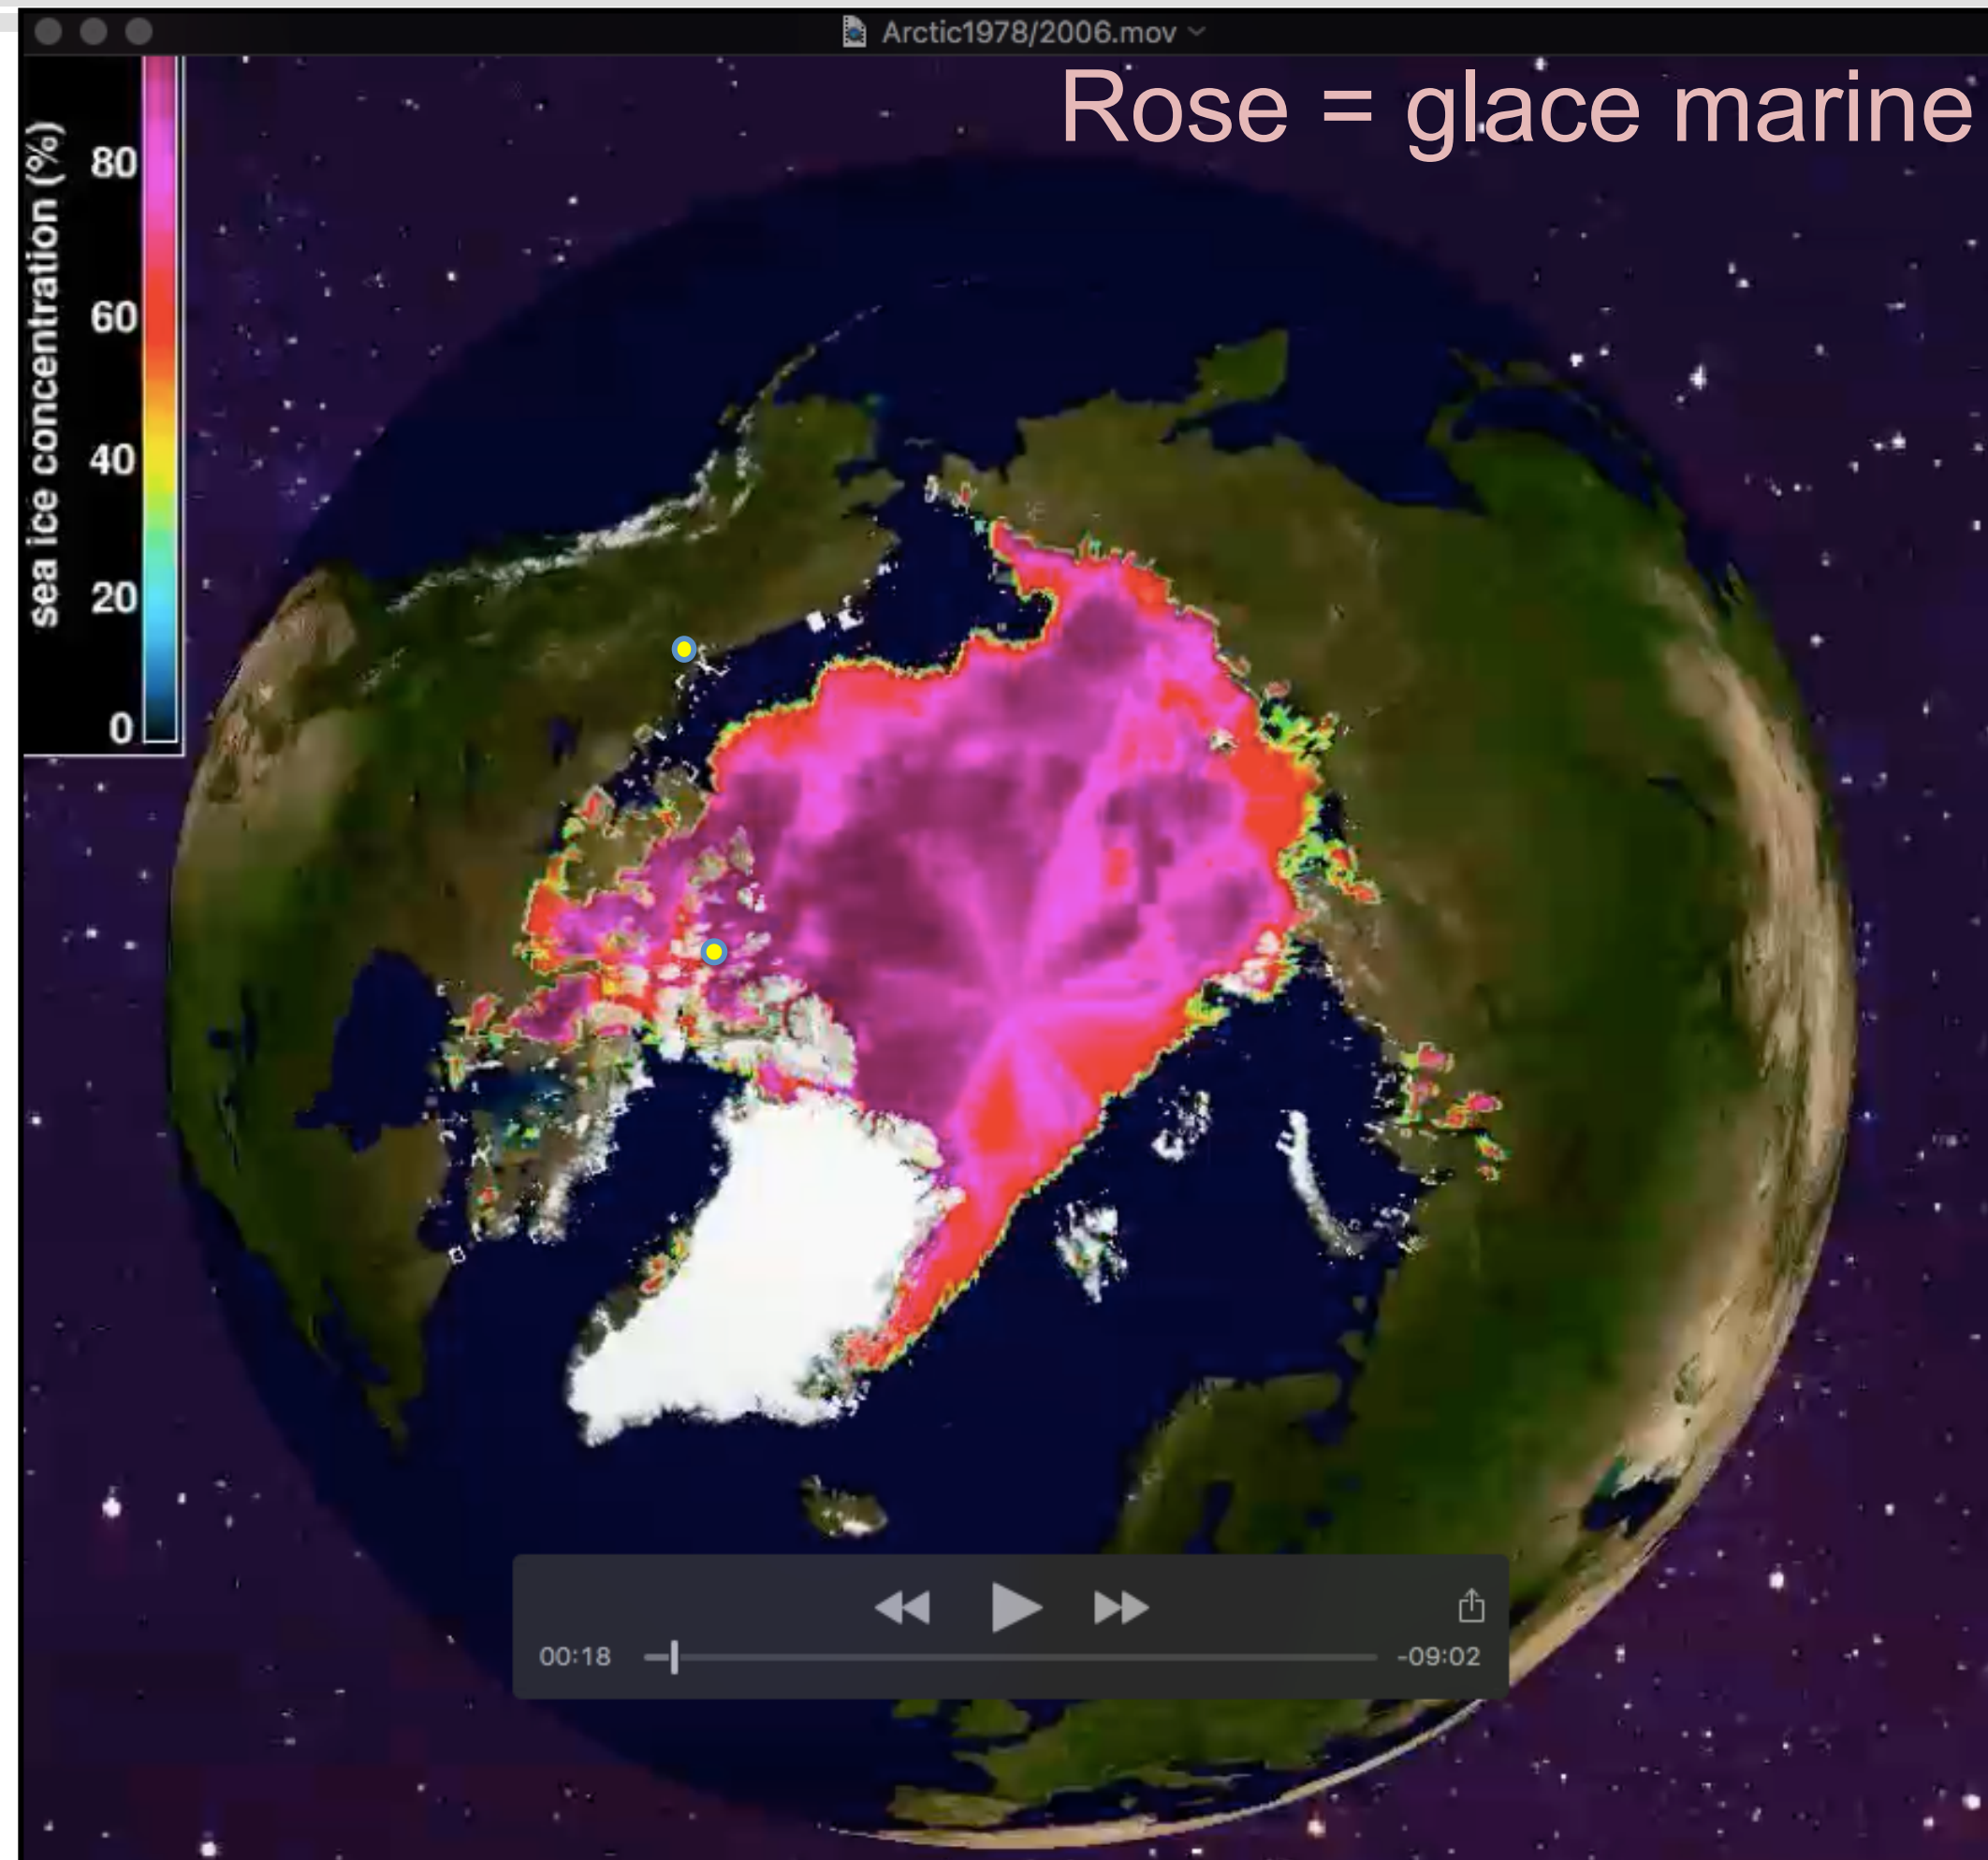 Arctic1978/2006.mov
Rose = glace marine
sea ice concentration (%)
80
60
40
20
0
00:18
-09:02